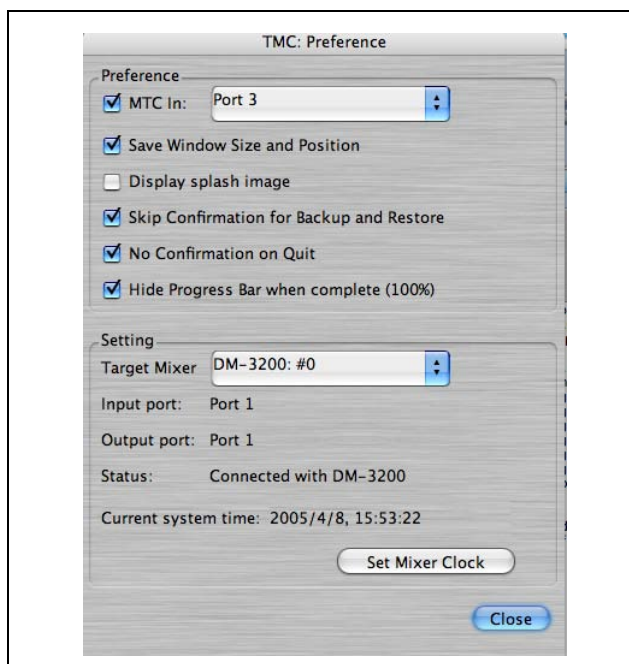 TMC: Preference
Preference
MTC In: Port 3
Save Window Size and Position
Display splash image
Skip Confirmation for Backup and Restore
No Confirmation on Quit
Hide Progress Bar when complete (100%)
Setting
Target Mixer DM-3200: #0
Input port: Port 1
Output port: Port 1
Status: Connected with DM-3200
Current system time: 2005/4/8, 15:53:22
Set Mixer Clock
Close